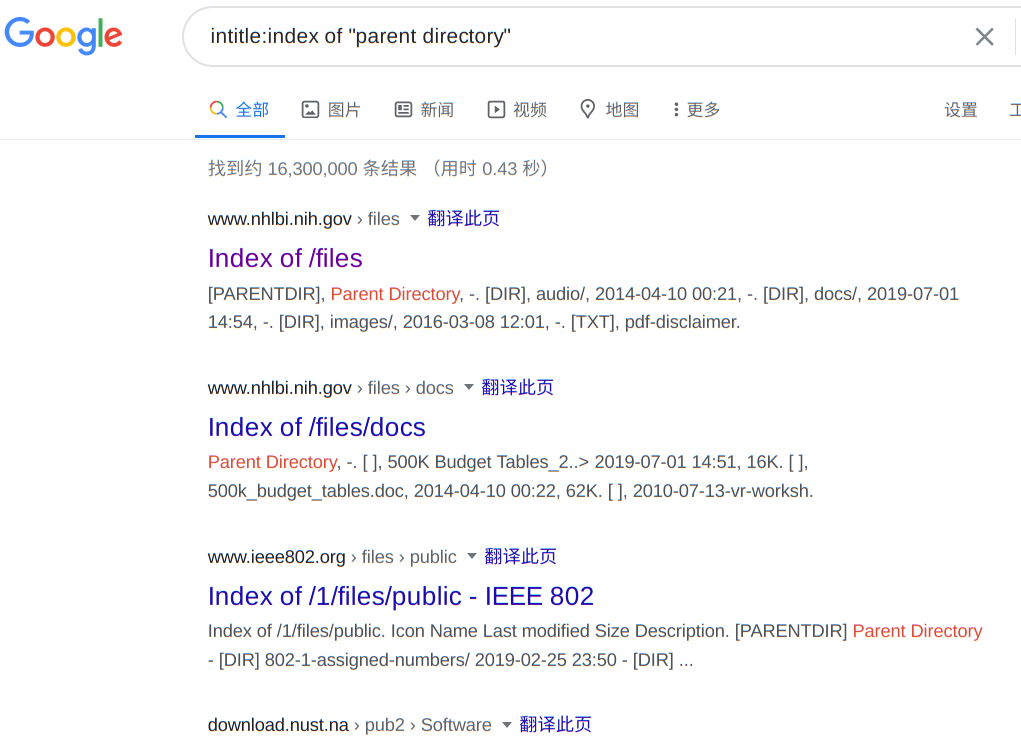 Google
intitle:index of "parent directory"
全部 图片 新闻 视频 地图 更多 设置
找到约 16,300,000 条结果 （用时 0.43 秒）
www.nhlbi.nih.gov › files 翻译此页
Index of /files
[PARENTDIR], Parent Directory, -. [DIR], audio/, 2014-04-10 00:21, -. [DIR], docs/, 2019-07-01
14:54, -. [DIR], images/, 2016-03-08 12:01, -. [TXT], pdf-disclaimer.
www.nhlbi.nih.gov › files › docs 翻译此页
Index of /files/docs
Parent Directory, -. [ ], 500K Budget Tables_2..> 2019-07-01 14:51, 16K. [ ],
500k_budget_tables.doc, 2014-04-10 00:22, 62K. [ ], 2010-07-13-vr-worksh.
www.ieee802.org › files › public 翻译此页
Index of /1/files/public - IEEE 802
Index of /1/files/public. Icon Name Last modified Size Description. [PARENTDIR] Parent Directory
- [DIR] 802-1-assigned-numbers/ 2019-02-25 23:50 - [DIR] ...
download.nust.na › pub2 › Software 翻译此页